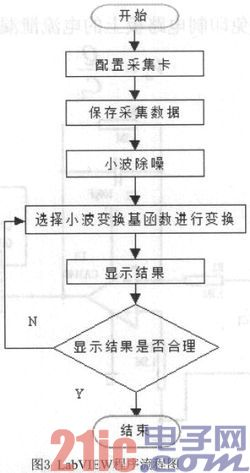 开始
配置采集卡
保存采集数据
小波除噪
选择小波变换基函数进行变换
显示结果
N
显示结果是否合理
Y
结束
图3 LabVIEW程序流程图
21ic电子网
.com